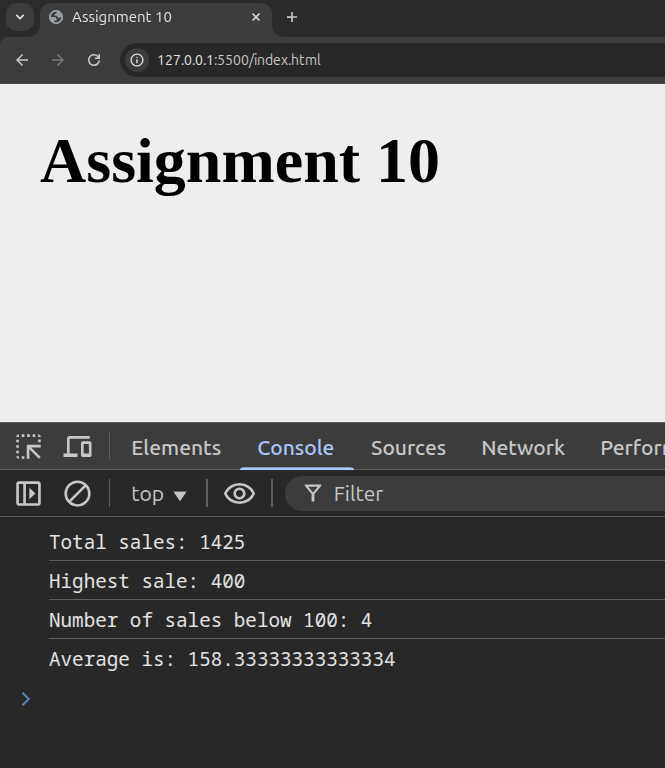 Assignment 10
127.0.0.1:5500/index.html
Assignment 10
Elements Console Sources Network Perfor
top Filter
Total sales: 1425
Highest sale: 400
Number of sales below 100: 4
Average is: 158.33333333333334